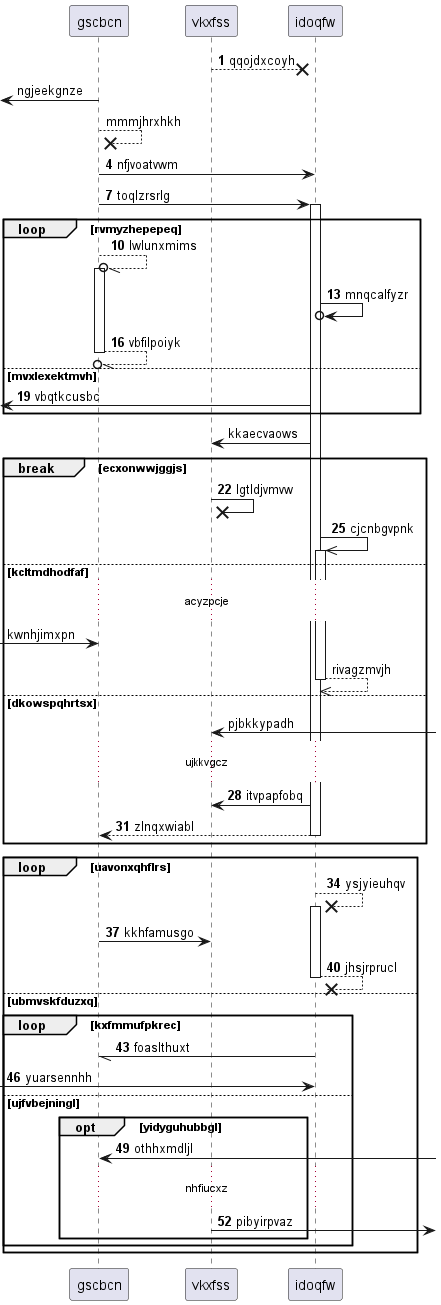 gscbcn vkxfss idoqfw
1 qqojdxcoyh
ngjeekgnze
mmmjhrxhkh
4 nfjvoatvwm
7 toqlzrsrlg
loop [rvmyzhepepeq]
10 lwlunxmims
13 mnqcalfyzr
16 vbfilpoiyk
[mvxlexektmvh]
19 vbqtkcusbc
kkaecvaows
break [ecxonwwjggjs]
22 lgtldjvmvw
25 cjcnbgvpnk
[kcltmdhodfaf]
acyzpcje
kwnhjimxpn
rivagzmvjh
[dkowspqhrtsx]
pjbkkypadh
ujkkvgcz
28 itvpapfobq
31 zlnqxwiabl
loop [uavonxqhflrs]
34 ysjyieuhqv
37 kkhfamusgo
40 jhsjrprucl
[ubmvskfduzxq]
loop [kxfmmufpkrec]
43 foaslthuxt
46 yuarsennhh
[ujfvbejningl]
opt [yidyguhubbgl]
49 othhxmdljl
nhfiucxz
52 pibyirpvaz
gscbcn vkxfss idoqfw